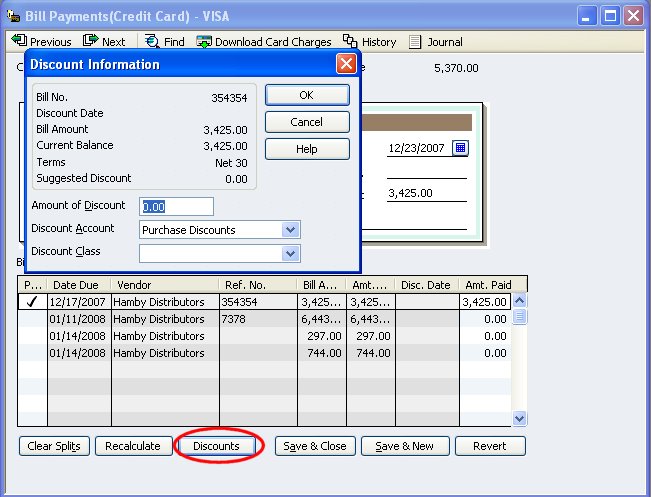 Bill Payments(Credit Card) - VISA
Previous Next Find Download Card Charges History Journal
5,370.00
Discount Information
Bill No. 354354
Discount Date
Bill Amount 3,425.00
Current Balance 3,425.00
Terms Net 30
Suggested Discount 0.00
OK
Cancel
Help
Amount of Discount 0.00
Discount Account Purchase Discounts
Discount Class
12/23/2007
3,425.00
P... Date Due Vendor Ref. No. Bill A... Amt.... Disc. Date Amt. Paid
12/17/2007 Hamby Distributors 354354 3,425... 3,425... 3,425.00
01/11/2008 Hamby Distributors 7378 6,443... 6,443... 0.00
01/14/2008 Hamby Distributors 297.00 297.00 0.00
01/14/2008 Hamby Distributors 744.00 744.00 0.00
Clear Splits Recalculate Discounts Save & Close Save & New Revert